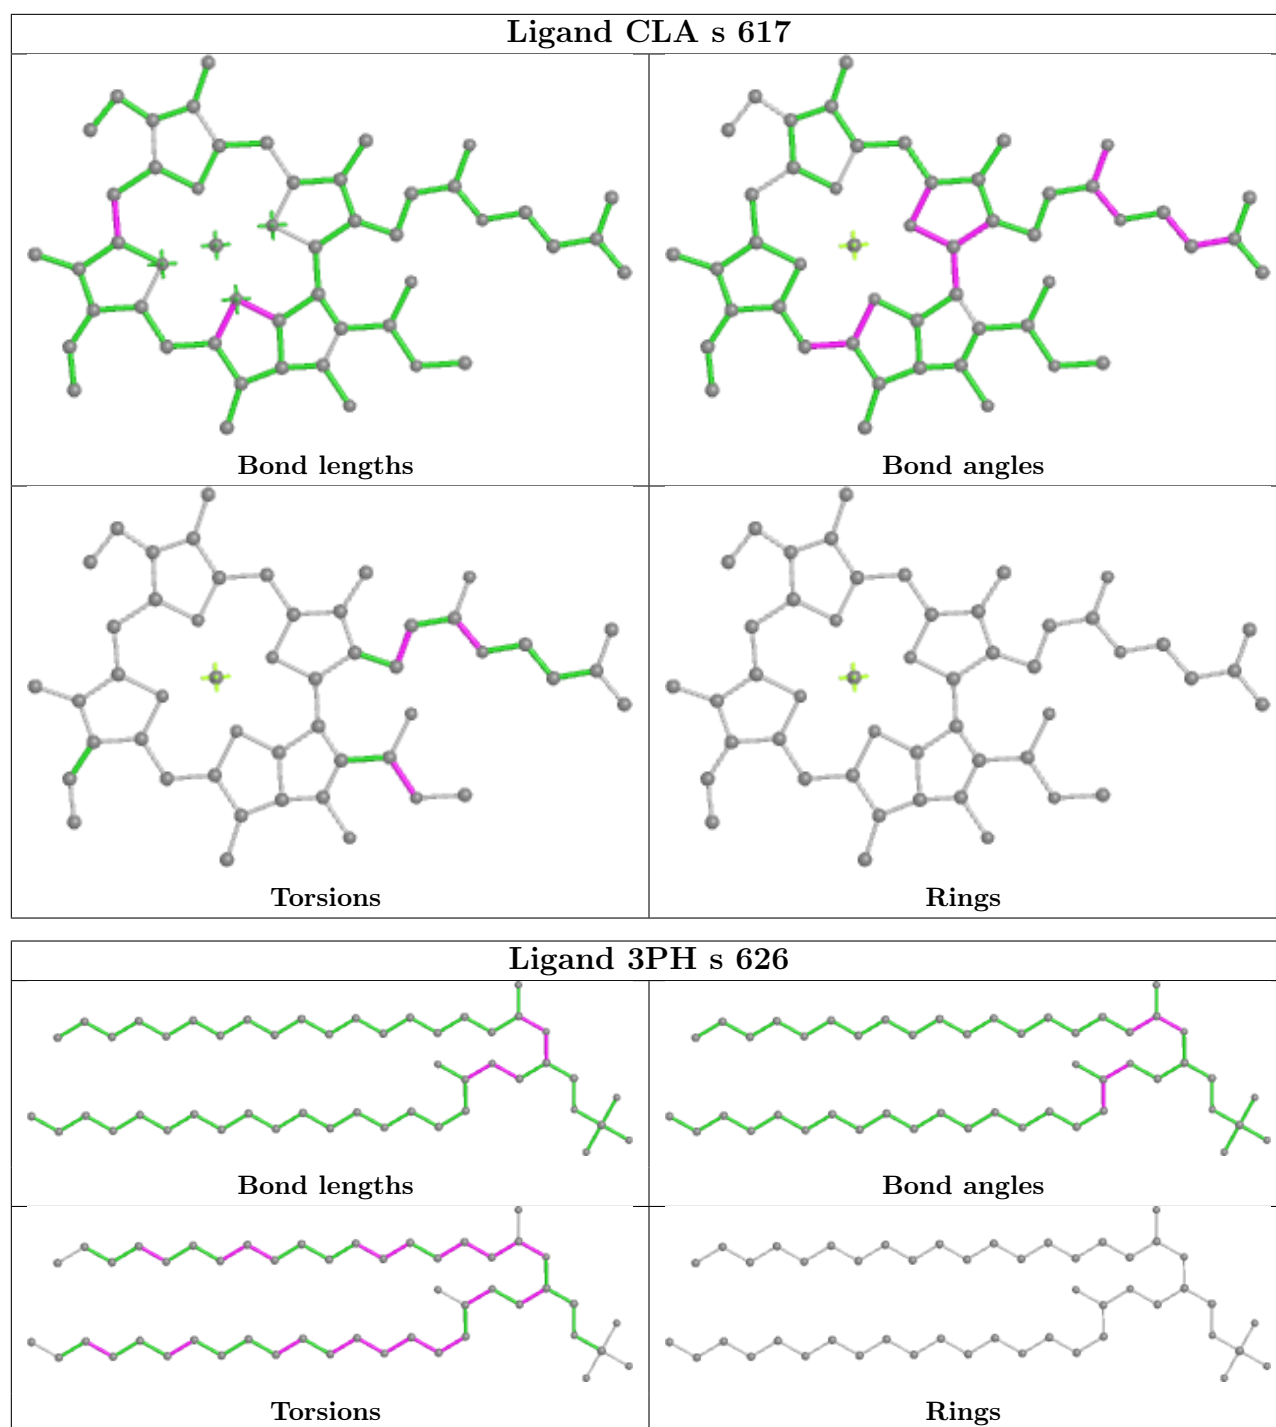 Ligand CLA s 617
Bond lengths
Bond angles
Torsions
Rings
Ligand 3PH s 626
Bond lengths
Bond angles
Torsions
Rings